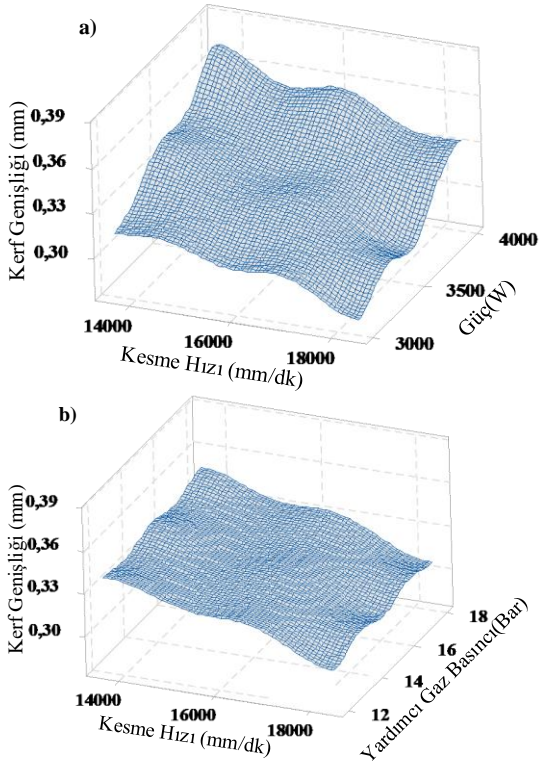 a)
Kerf Genişliği (mm)
0,39
0,36
0,33
0,30
14000
16000
18000
Kesme Hızı (mm/dk)
3000
3500
4000
Güç(W)
b)
Kerf Genişliği (mm)
0,39
0,36
0,33
0,30
14000
16000
18000
Kesme Hızı (mm/dk)
12
14
16
18
Yardımcı Gaz Basıncı(Bar)